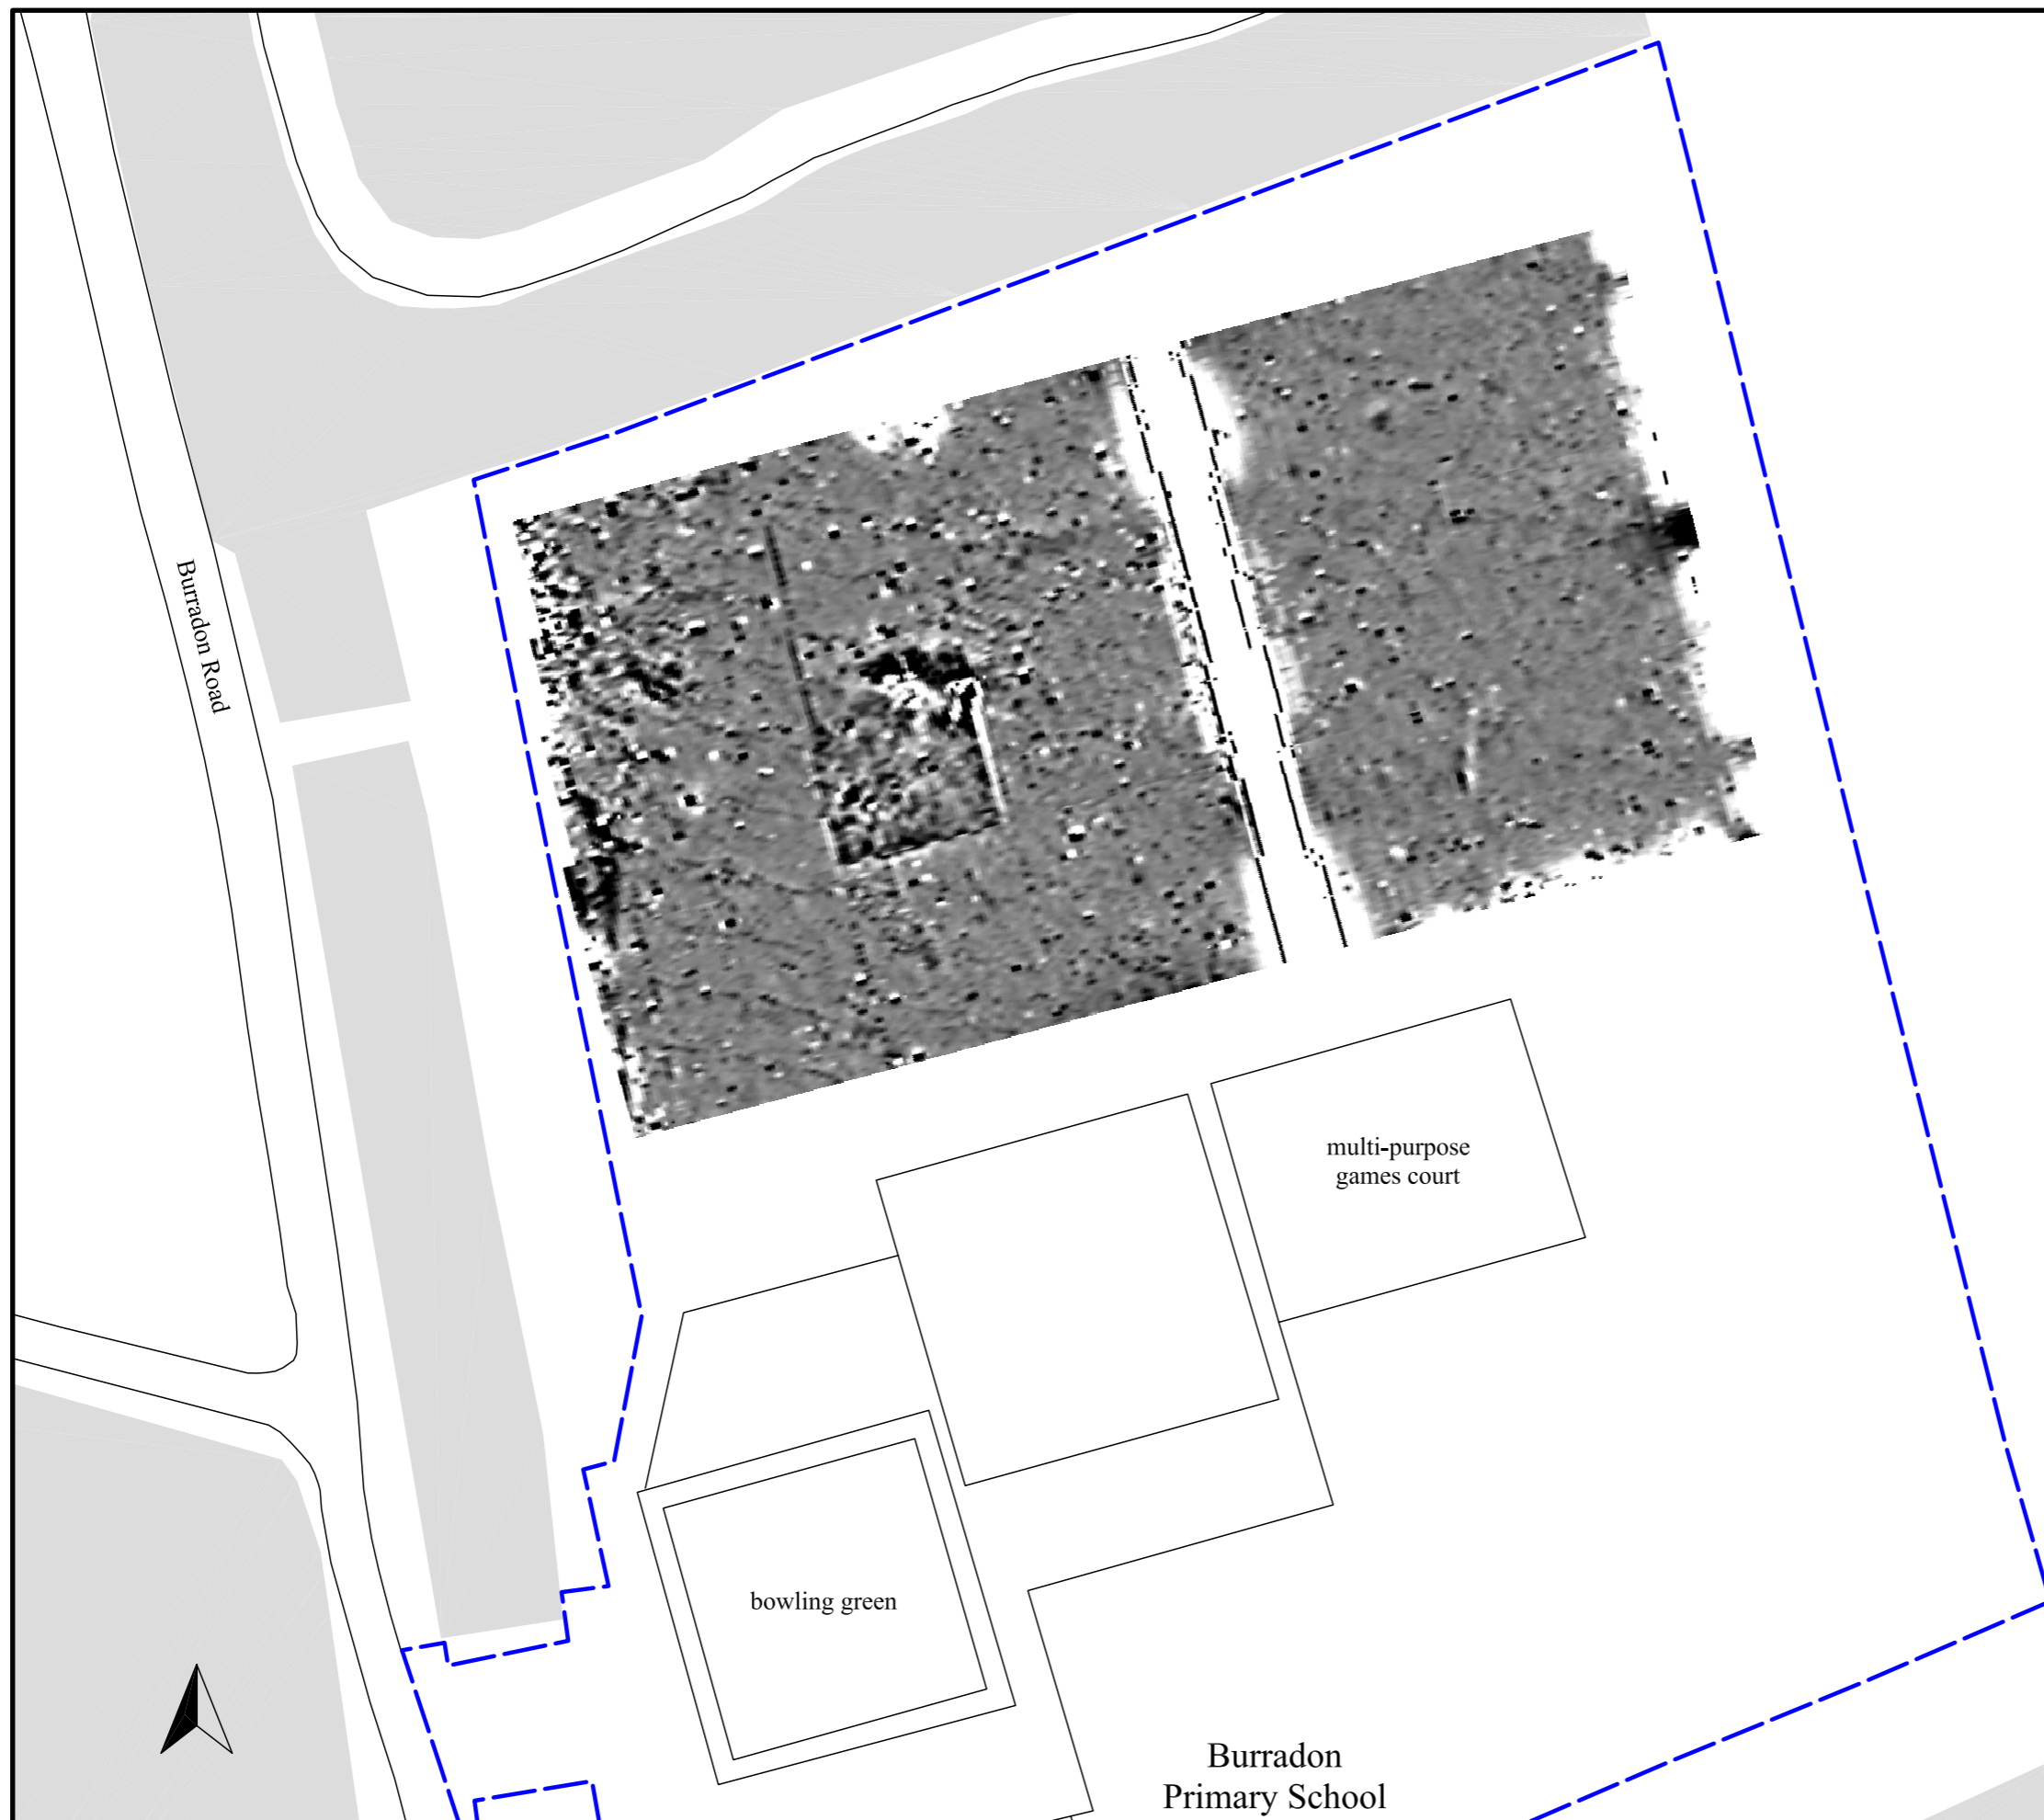 Burradon Road
multi-purpose
games court
bowling green
Burradon
Primary School